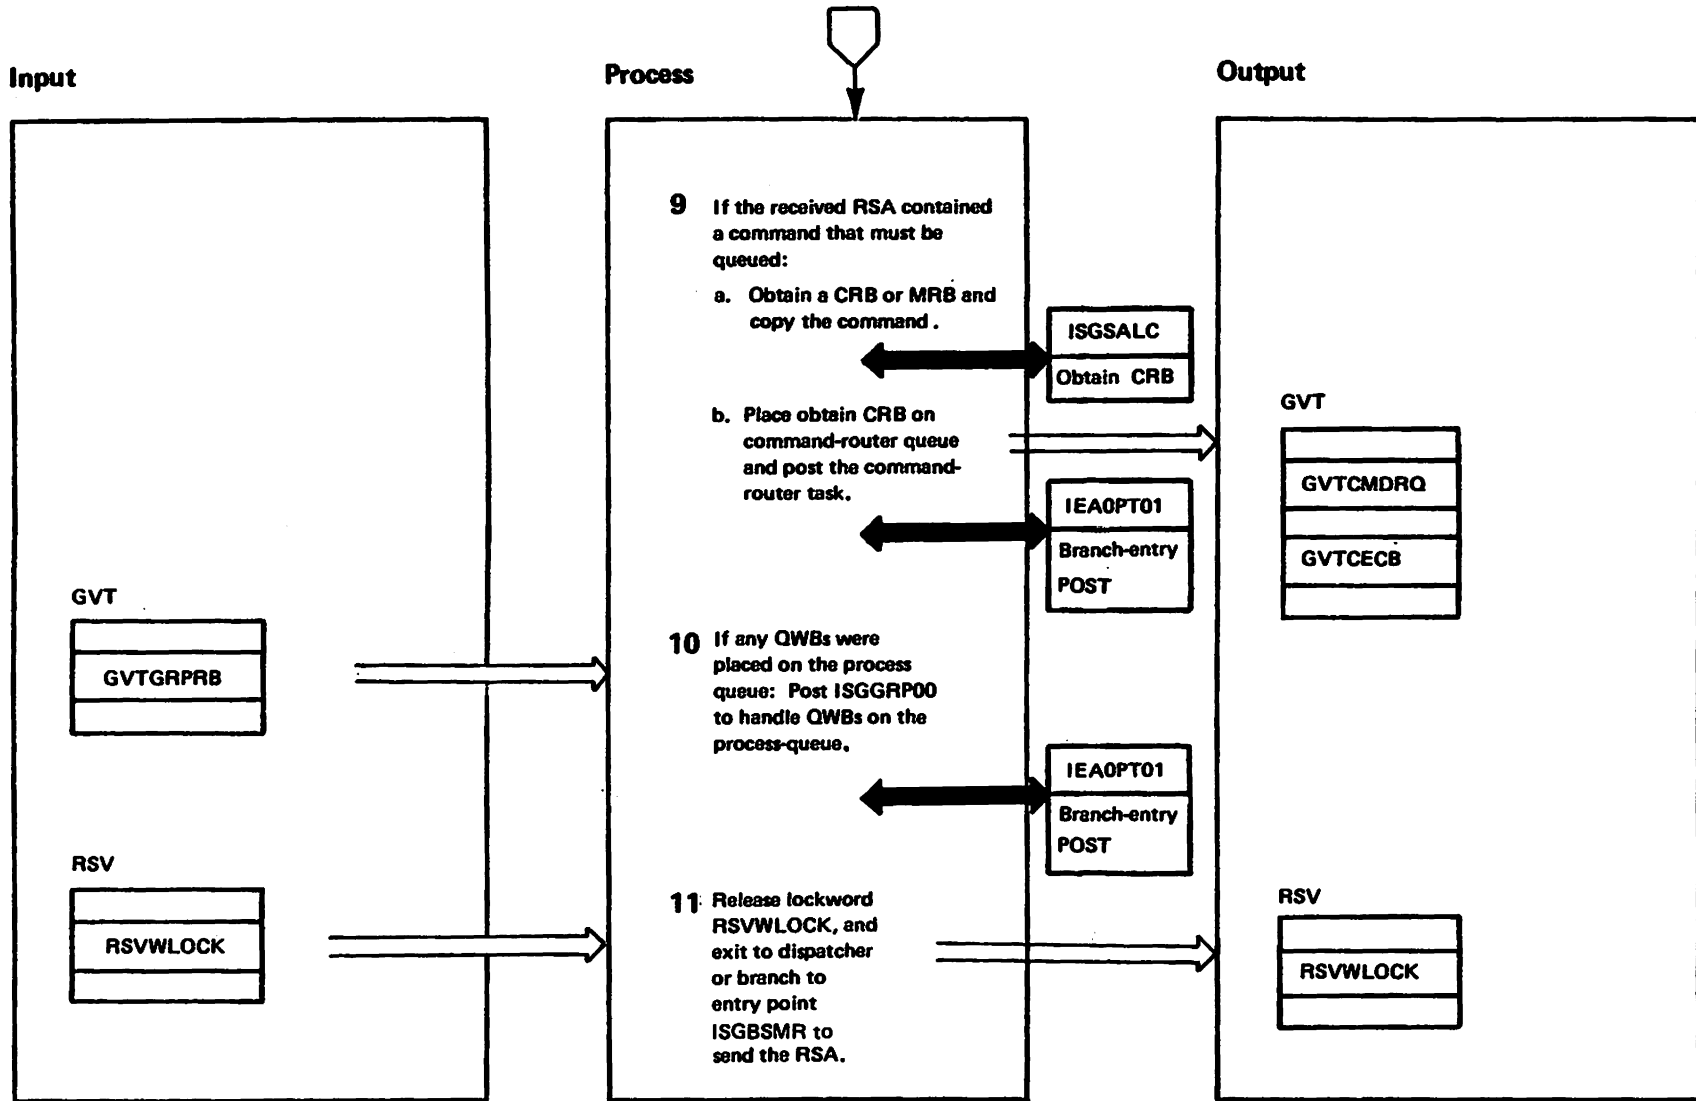 Input
Process
Output
9 If the received RSA contained
a command that must be
queued:
a. Obtain a CRB or MRB and
copy the command.
ISGSALC
Obtain CRB
b. Place obtain CRB on
command-router queue
and post the command-
router task.
IEA0PT01
Branch-entry
POST
GVT
GVTCMDRQ
GVTCECB
GVT
GVTGRPRB
10 If any QWBs were
placed on the process
queue: Post ISGGRP00
to handle QWBs on the
process-queue.
IEA0PT01
Branch-entry
POST
RSV
RSVWLOCK
11 Release lockword
RSVWLOCK, and
exit to dispatcher
or branch to
entry point
ISGBSMR to
send the RSA.
RSV
RSVWLOCK